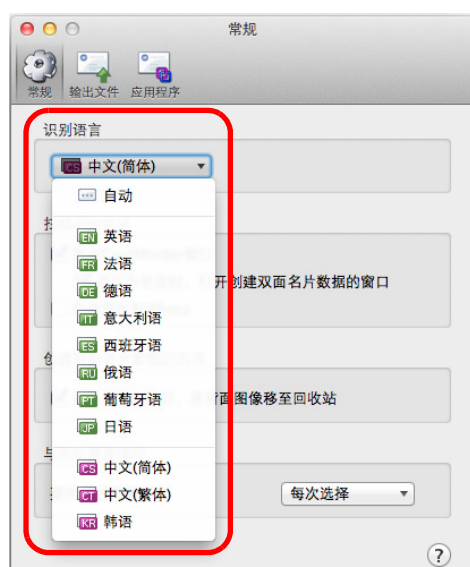 常规
常规 输出文件 应用程序
识别语言
CS 中文(简体)
自动
EN 英语
FR 法语
DE 德语
开创建双面名片数据的窗口
IT 意大利语
ES 西班牙语
RU 俄语
PT 葡萄牙语
面图像移至回收站
JP 日语
CS 中文(简体)
CT 中文(繁体)
每次选择
KR 韩语
?